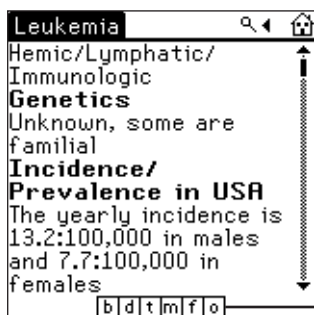 Leukemia
Hemic/Lymphatic/
Immunologic
Genetics
Unknown, some are
familial
Incidence/
Prevalence in USA
The yearly incidence is
13.2:100,000 in males
and 7.7:100,000 in
females
b d t m f o